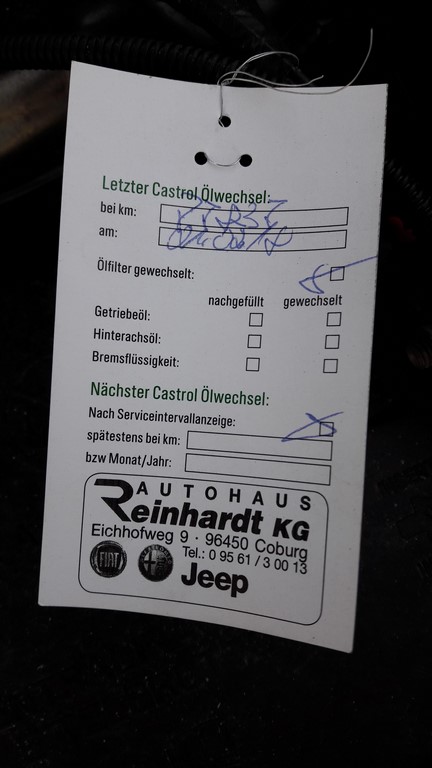 Letzter Castrol Ölwechsel:
bei km:
am:
Ölfilter gewechselt:
nachgefüllt gewechselt
Getriebeöl:
Hinterachsöl:
Bremsflüssigkeit:
Nächster Castrol Ölwechsel:
Nach Serviceintervallanzeige:
spätestens bei km:
bzw Monat/Jahr:
AUTOHAUS
Reinhardt KG
Eichhofweg 9 · 96450 Coburg
Tel.: 0 95 61 / 3 00 13
FIAT
Jeep